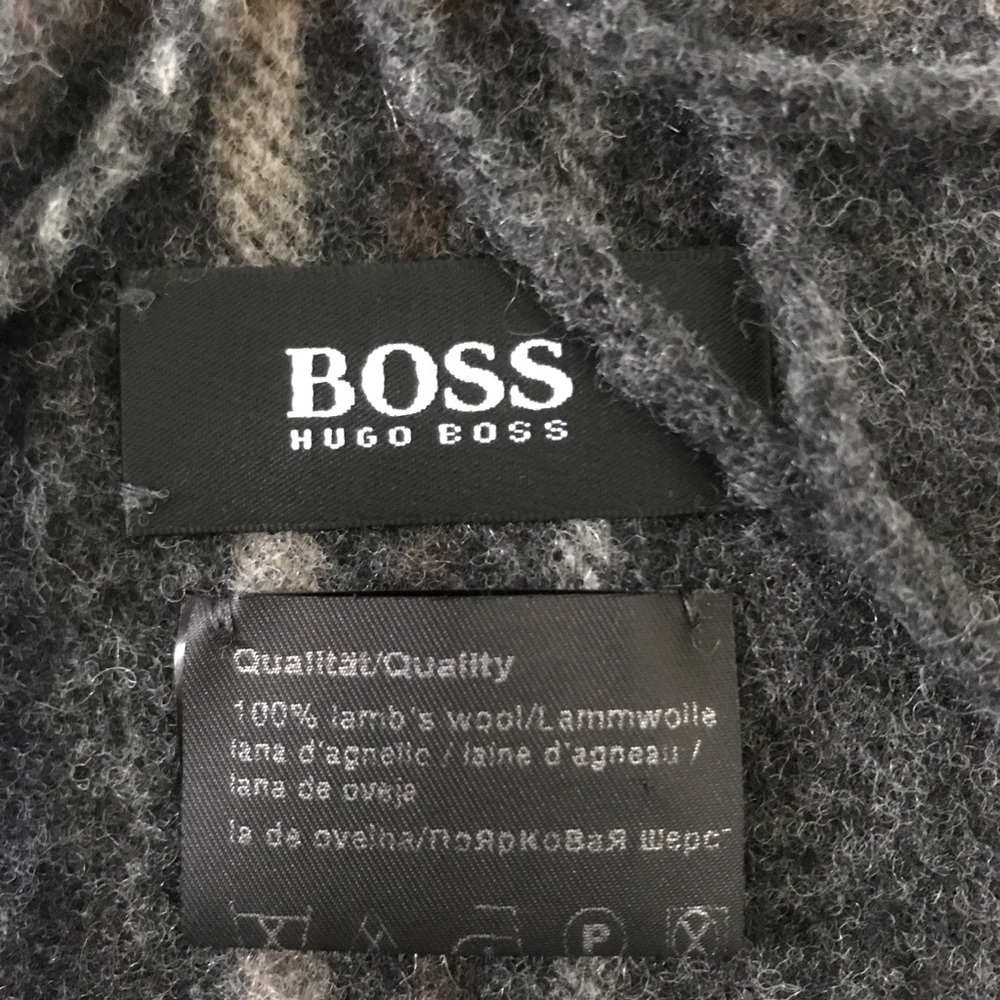 BOSS
HUGO BOSS
Qualität/Quality
100% lamb's wool/Lammwolle
lana d'agnello / laine d'agneau /
lana de oveja
la de ovelha/поярковая шерс
P